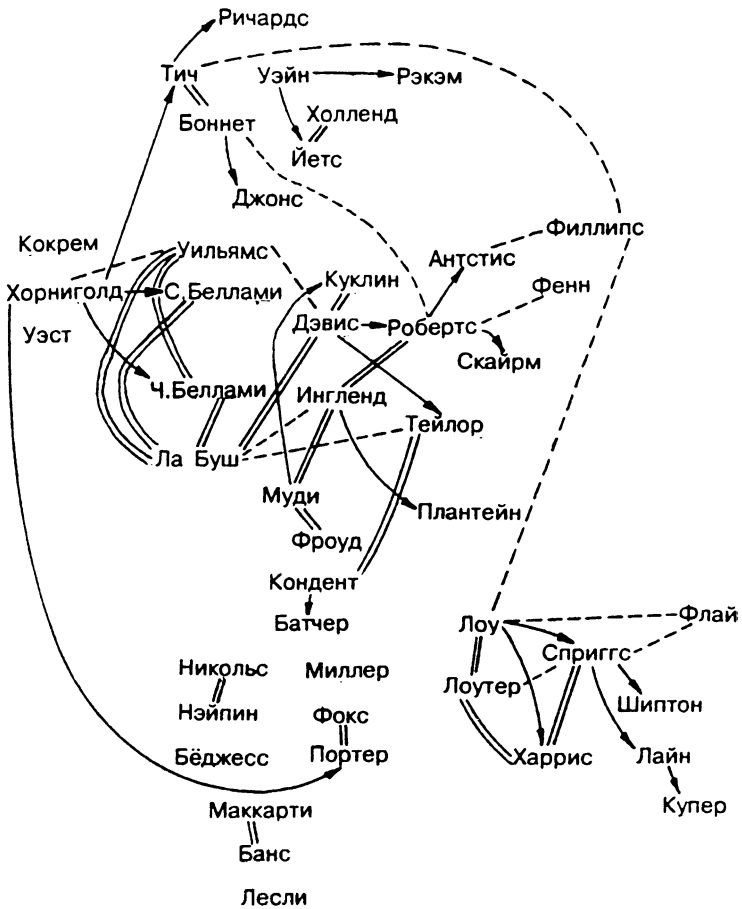 Ричардс
Тич
Уэйн
Рэкэм
Боннет
Холленд
Йетс
Джонс
Филлипс
Кокрем
Уильямс
Антстис
Хорниголд
С.Беллами
Куклин
Фенн
Уэст
Дэвис
Робертс
Скайрм
Ч.Беллами
Ингленд
Тейлор
Ла Буш
Муди
Плантейн
Фроуд
Кондент
Батчер
Лоу
Флай
Сприггс
Никольс
Миллер
Лоутер
Нэйпин
Фокс
Шиптон
Бёджесс
Портер
Харрис
Лайн
Маккарти
Купер
Банс
Лесли